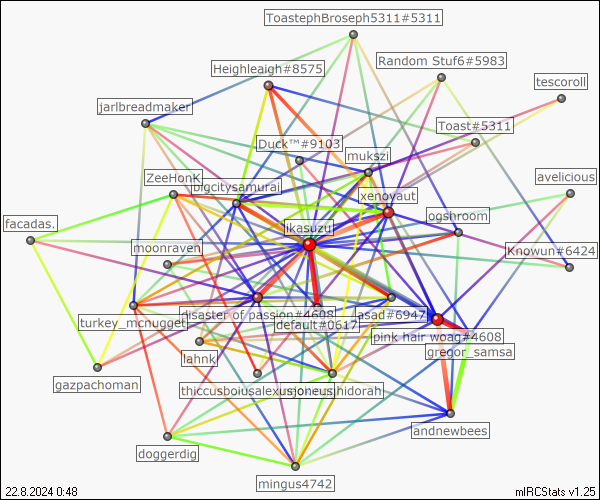 ToastephBroseph5311#5311
Random Stuf6#5983
Heighleaigh#8575
tescoroll
jarlbreadmaker
Toast#5311
Duck™#9103
mukszi
ZeeHonK
avelicious
bigcitysamurai
xenovaut
ogshroom
facadas.
ikasuzu
moonraven
Knowun#6424
turkey_mcnugget
disaster of passion#4608
asad#6947
default#0617
pink hair woag#4608
gregor_samsa
lahnk
gazpachoman
andnewbees
doggerdig
mingus4742
22.8.2024 0:48
mIRCStats v1.25